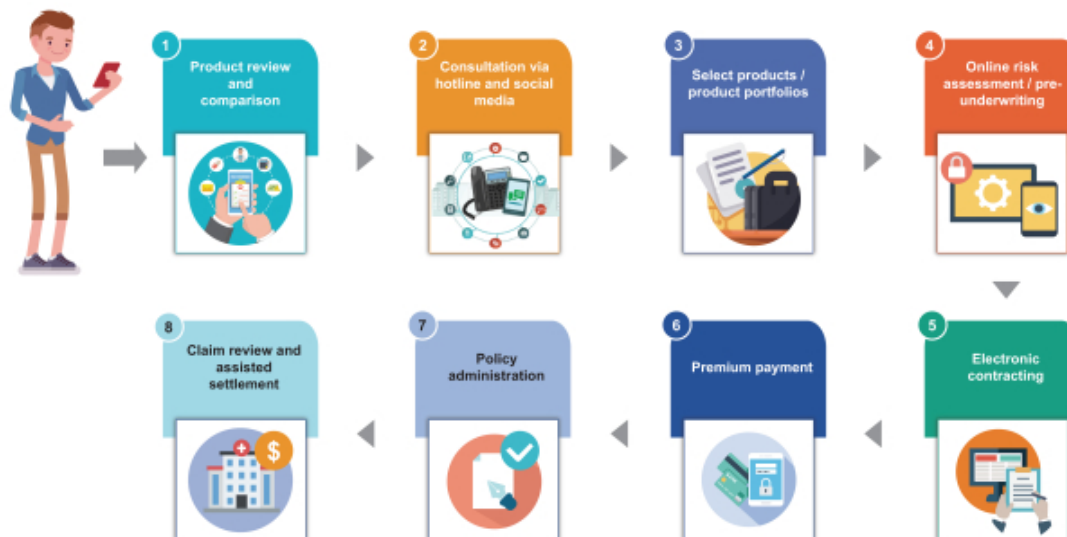 1
Product review
and
comparison
2
Consultation via
hotline and social
media
3
Select products /
product portfolios
4
Online risk
assessment / pre-
underwriting
5
Electronic
contracting
6
Premium payment
7
Policy
administration
8
Claim review and
assisted
settlement
$